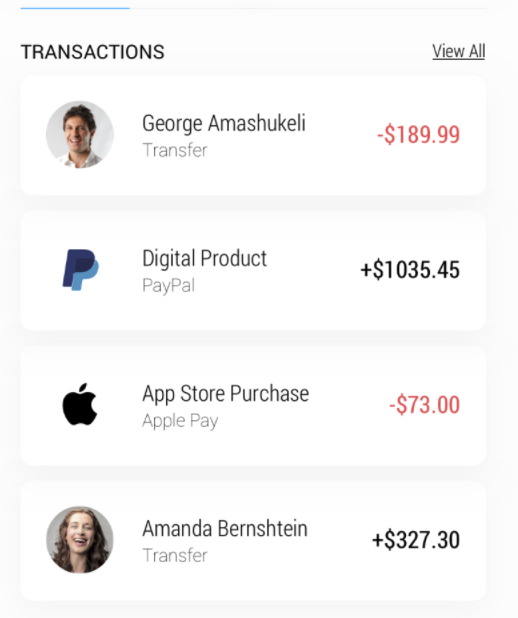 TRANSACTIONS View All
George Amashukeli
Transfer
-$189.99
Digital Product
PayPal
+$1035.45
App Store Purchase
Apple Pay
-$73.00
Amanda Bernshtein
Transfer
+$327.30